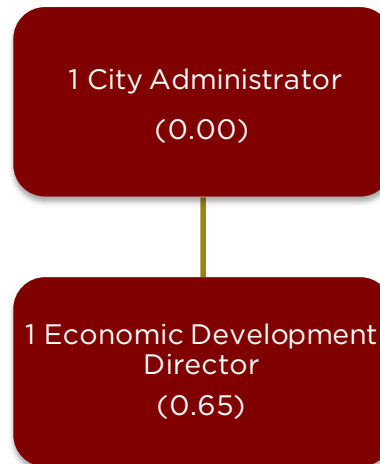 1 City Administrator
(0.00)
1 Economic Development
Director
(0.65)